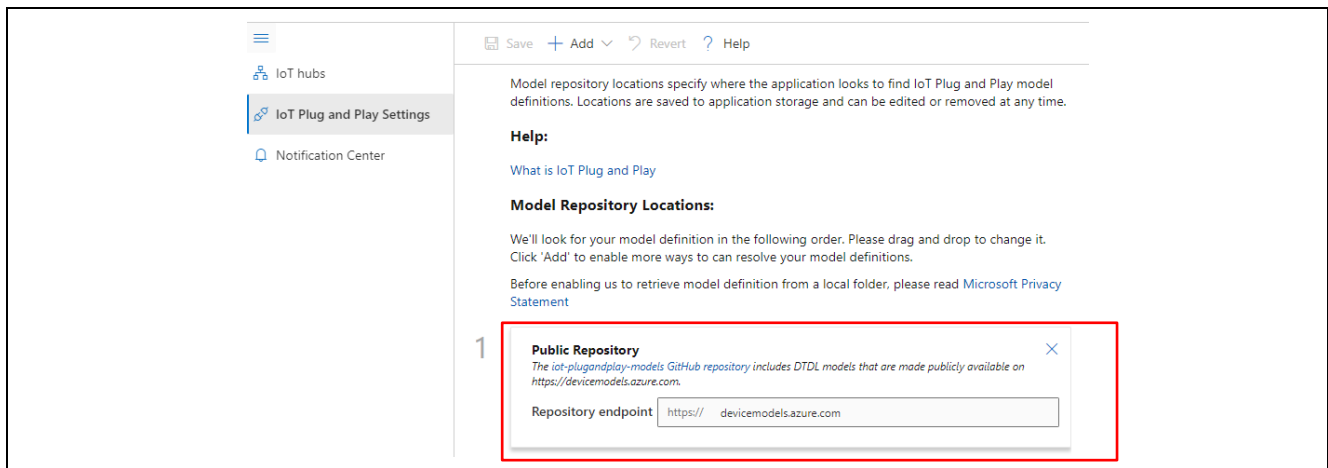 Save Add Revert ? Help
IoT hubs
IoT Plug and Play Settings
Notification Center
Model repository locations specify where the application looks to find IoT Plug and Play model
definitions. Locations are saved to application storage and can be edited or removed at any time.
Help:
What is IoT Plug and Play
Model Repository Locations:
We'll look for your model definition in the following order. Please drag and drop to change it.
Click 'Add' to enable more ways to can resolve your model definitions.
Before enabling us to retrieve model definition from a local folder, please read Microsoft Privacy
Statement
1
Public Repository
The iot-plugandplay-models GitHub repository includes DTDL models that are made publicly available on
https://devicemodels.azure.com.
Repository endpoint https:// devicemodels.azure.com